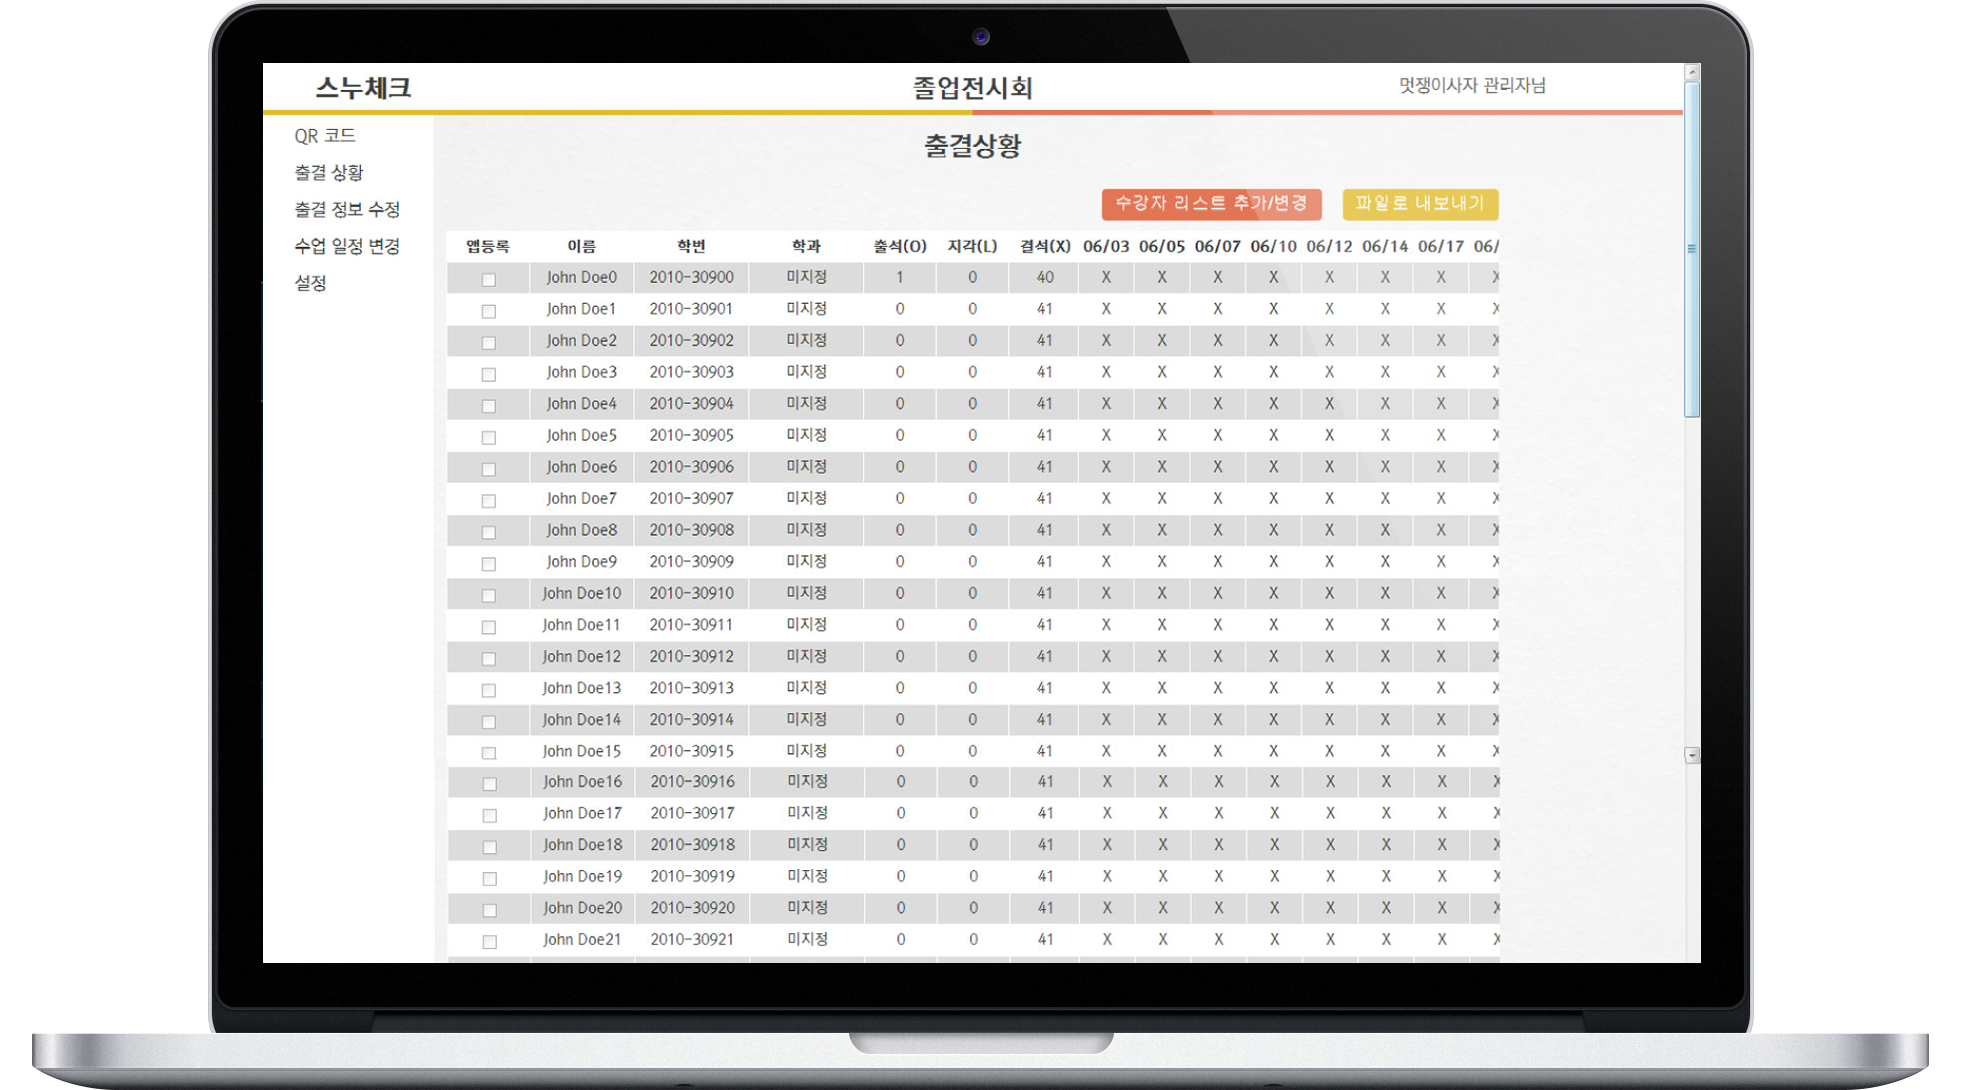 스누체크 졸업전시회 멋쟁이사자 관리자님
QR 코드
출결 상황
출결 정보 수정
수업 일정 변경
설정
출결상황
수강자 리스트 추가/변경 파일로 내보내기
앱등록 이름 학번 학과 출석(O) 지각(L) 결석(X) 06/03 06/05 06/07 06/10 06/12 06/14 06/17 06/
John Doe0 2010-30900 미지정 1 0 40 X X X X X X X X
John Doe1 2010-30901 미지정 0 0 41 X X X X X X X X
John Doe2 2010-30902 미지정 0 0 41 X X X X X X X X
John Doe3 2010-30903 미지정 0 0 41 X X X X X X X X
John Doe4 2010-30904 미지정 0 0 41 X X X X X X X X
John Doe5 2010-30905 미지정 0 0 41 X X X X X X X X
John Doe6 2010-30906 미지정 0 0 41 X X X X X X X X
John Doe7 2010-30907 미지정 0 0 41 X X X X X X X X
John Doe8 2010-30908 미지정 0 0 41 X X X X X X X X
John Doe9 2010-30909 미지정 0 0 41 X X X X X X X X
John Doe10 2010-30910 미지정 0 0 41 X X X X X X X X
John Doe11 2010-30911 미지정 0 0 41 X X X X X X X X
John Doe12 2010-30912 미지정 0 0 41 X X X X X X X X
John Doe13 2010-30913 미지정 0 0 41 X X X X X X X X
John Doe14 2010-30914 미지정 0 0 41 X X X X X X X X
John Doe15 2010-30915 미지정 0 0 41 X X X X X X X X
John Doe16 2010-30916 미지정 0 0 41 X X X X X X X X
John Doe17 2010-30917 미지정 0 0 41 X X X X X X X X
John Doe18 2010-30918 미지정 0 0 41 X X X X X X X X
John Doe19 2010-30919 미지정 0 0 41 X X X X X X X X
John Doe20 2010-30920 미지정 0 0 41 X X X X X X X X
John Doe21 2010-30921 미지정 0 0 41 X X X X X X X X